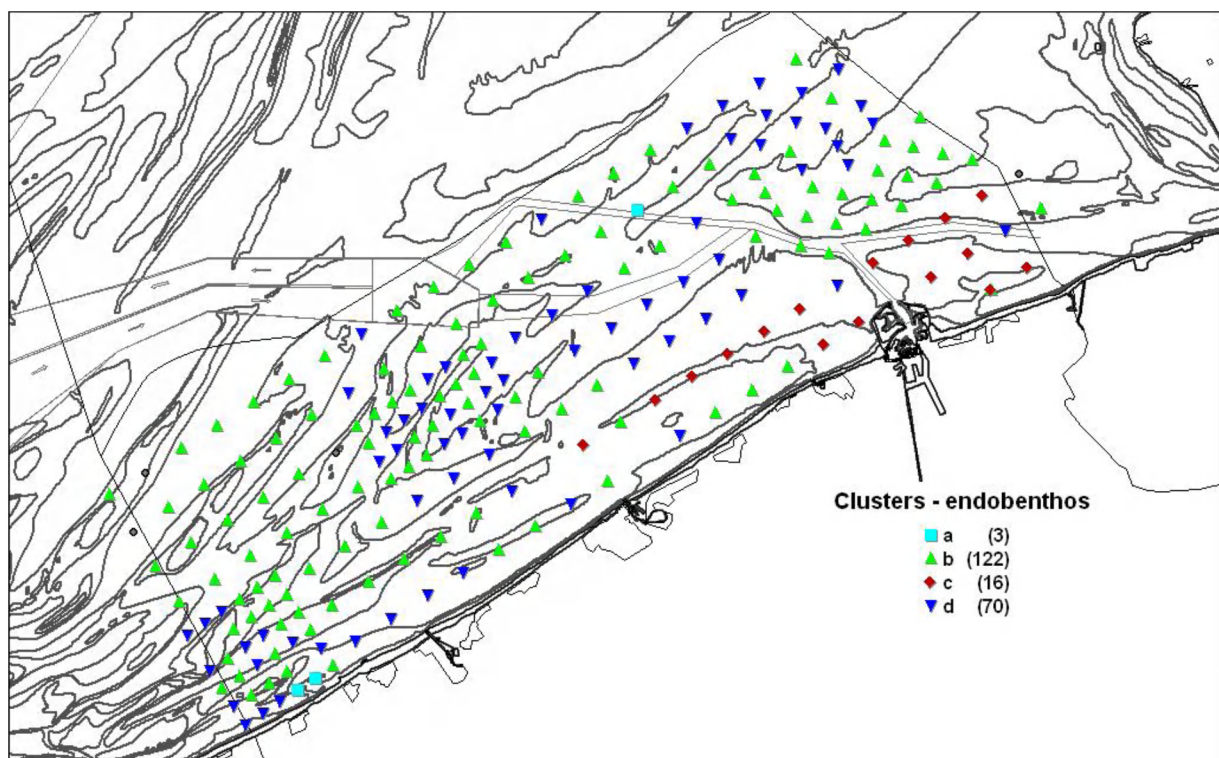 Clusters - endobenthos
a (3)
b (122)
c (16)
d (70)